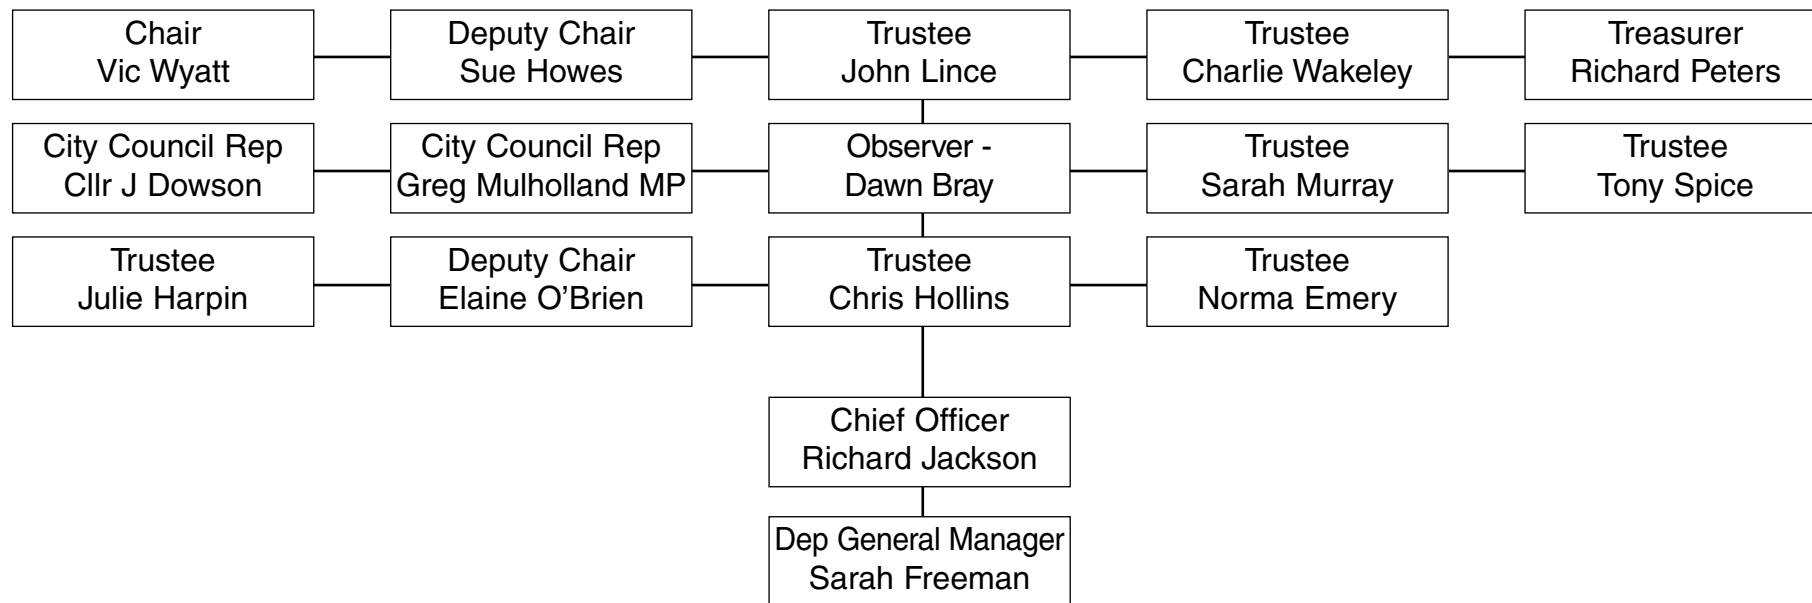 Chair
Vic Wyatt
Deputy Chair
Sue Howes
Trustee
John Lince
Trustee
Charlie Wakeley
Treasurer
Richard Peters
City Council Rep
Cllr J Dowson
City Council Rep
Greg Mulholland MP
Observer -
Dawn Bray
Trustee
Sarah Murray
Trustee
Tony Spice
Trustee
Julie Harpin
Deputy Chair
Elaine O’Brien
Trustee
Chris Hollins
Trustee
Norma Emery
Chief Officer
Richard Jackson
Dep General Manager
Sarah Freeman